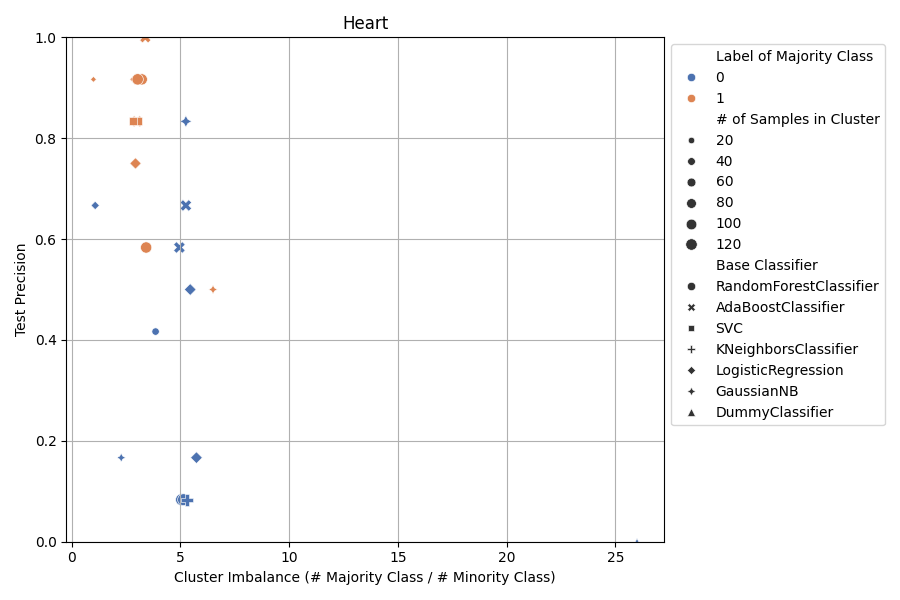 Heart
1.0
0.8
0.6
0.4
0.2
0.0
Test Precision
0
5
10
15
20
25
Cluster Imbalance (# Majority Class / # Minority Class)
Label of Majority Class
0
1
# of Samples in Cluster
20
40
60
80
100
120
Base Classifier
RandomForestClassifier
AdaBoostClassifier
SVC
KNeighborsClassifier
LogisticRegression
GaussianNB
DummyClassifier